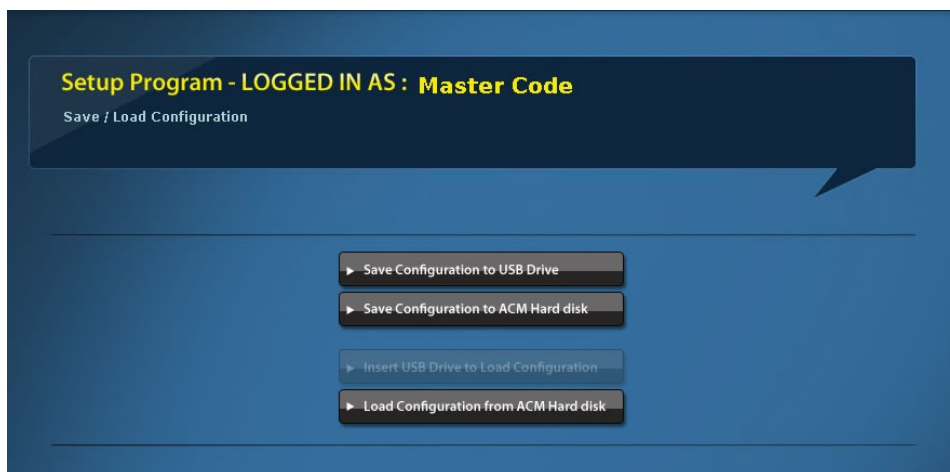 Setup Program - LOGGED IN AS : Master Code
Save / Load Configuration
Save Configuration to USB Drive
Save Configuration to ACM Hard disk
Insert USB Drive to Load Configuration
Load Configuration from ACM Hard disk